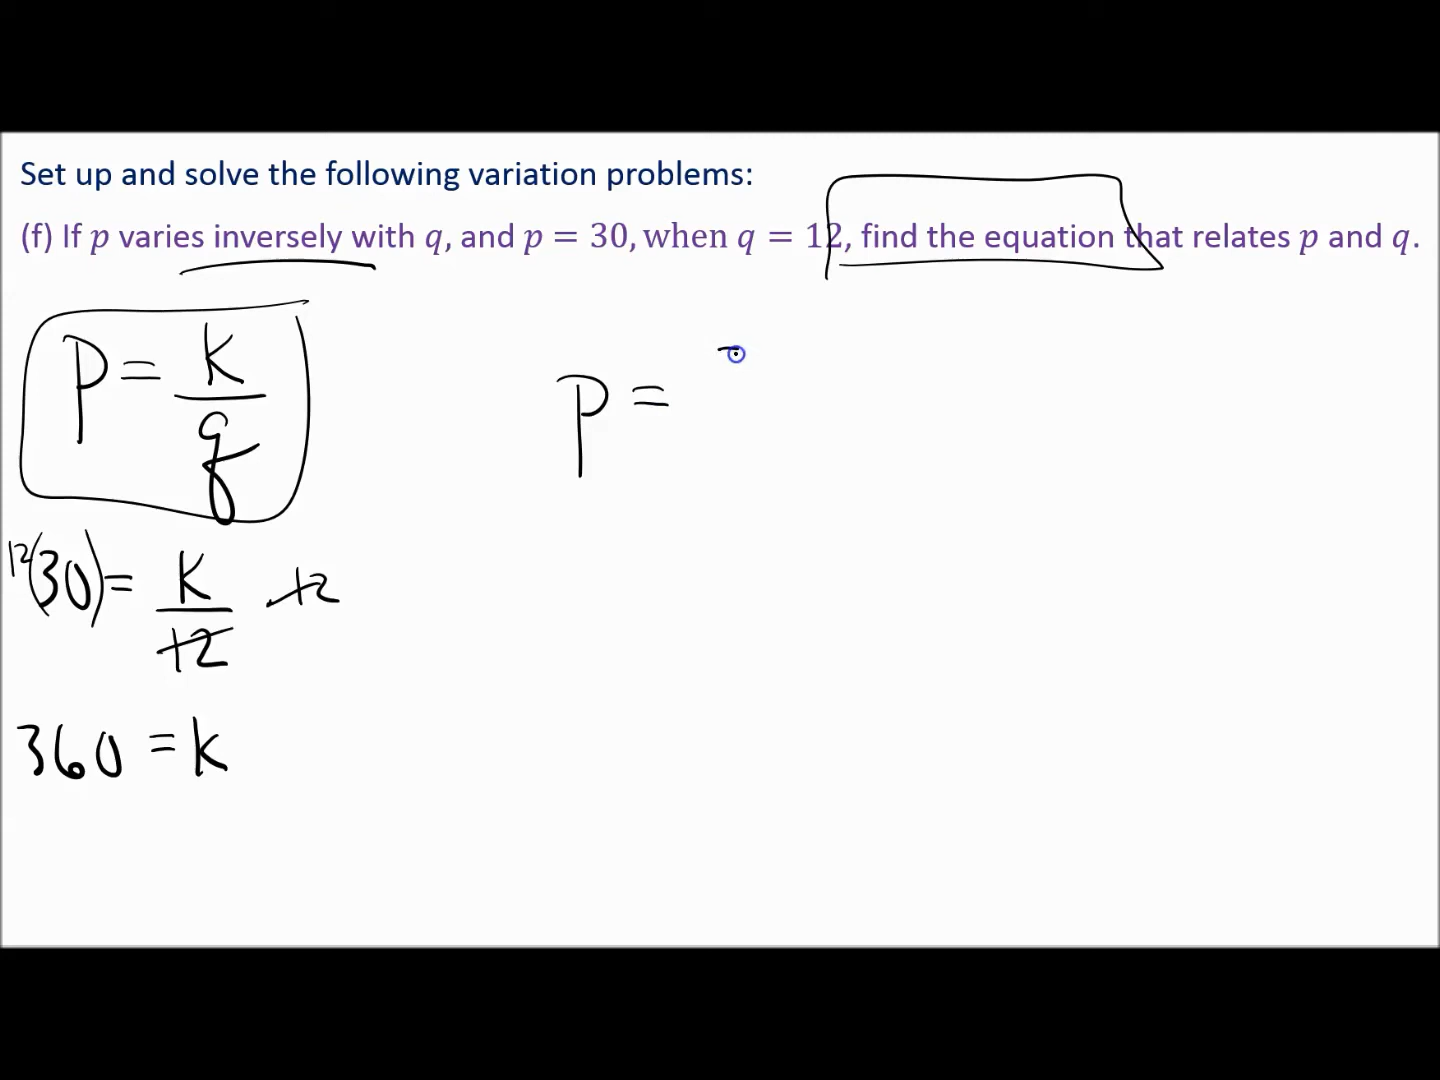 Set up and solve the following variation problems:
(f) If p varies inversely with q, and p = 30, when q = 12, find the equation that relates p and q.
P = k/q
P =
12(30) = k/12 12
360 = k